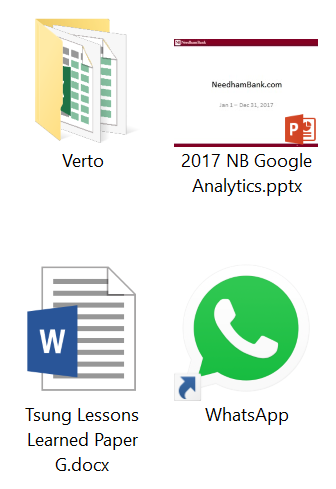 NeedhamBank
NeedhamBank.com
Jan 1 – Dec 31, 2017
P
Verto
2017 NB Google
Analytics.pptx
W
Tsung Lessons
Learned Paper
G.docx
WhatsApp